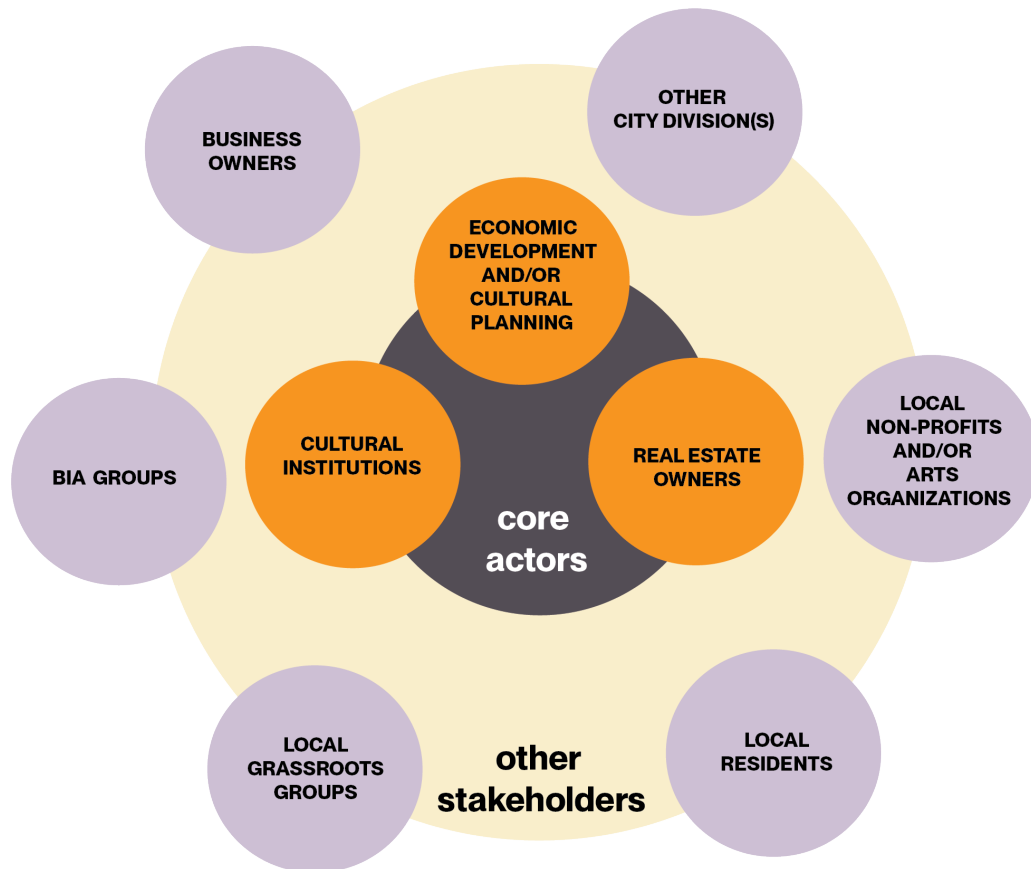 BUSINESS
OWNERS
OTHER
CITY DIVISION(S)
ECONOMIC
DEVELOPMENT
AND/OR
CULTURAL
PLANNING
BIA GROUPS
CULTURAL
INSTITUTIONS
REAL ESTATE
OWNERS
LOCAL
NON-PROFITS
AND/OR
ARTS
ORGANIZATIONS
core
actors
LOCAL
GRASSROOTS
GROUPS
other
stakeholders
LOCAL
RESIDENTS